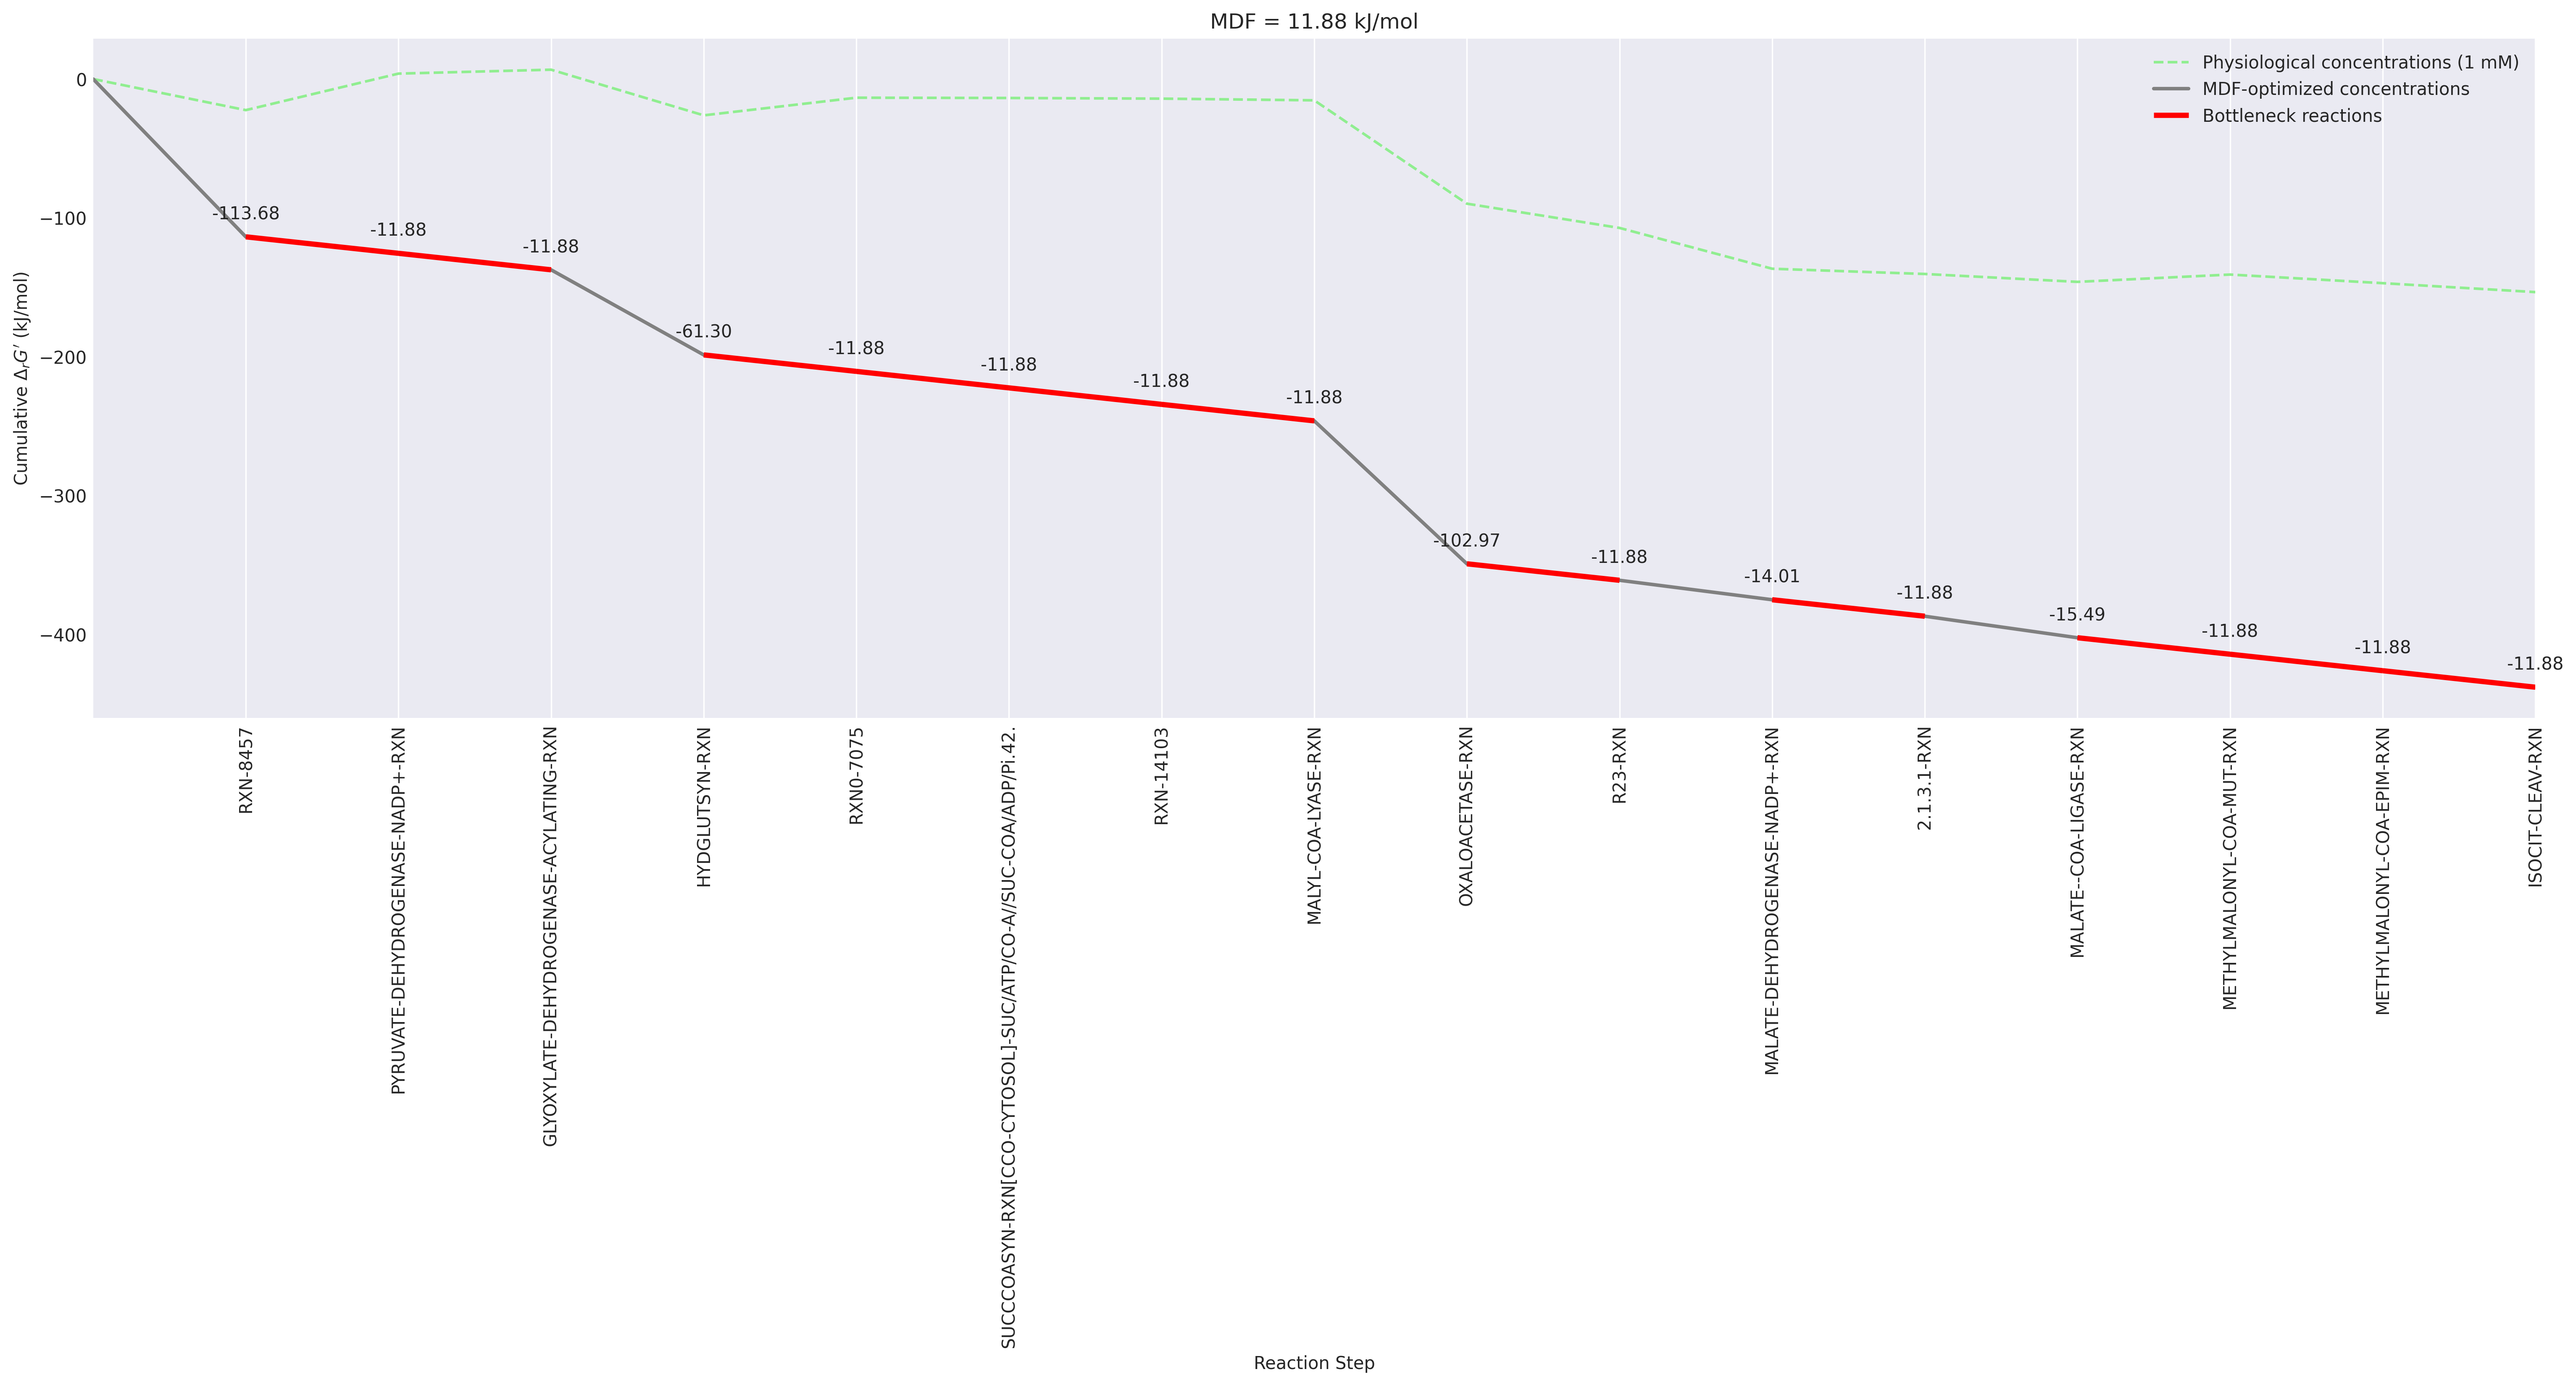 MDF = 11.88 kJ/mol
Physiological concentrations (1 mM)
MDF-optimized concentrations
Bottleneck reactions
Cumulative ΔᵣG′ (kJ/mol)
0
−100
−200
−300
−400
-113.68
-11.88
-11.88
-61.30
-11.88
-11.88
-11.88
-11.88
-102.97
-11.88
-14.01
-11.88
-15.49
-11.88
-11.88
-11.88
RXN-8457
PYRUVATE-DEHYDROGENASE-NADP+-RXN
GLYOXYLATE-DEHYDROGENASE-ACYLATING-RXN
HYDGLUTSYN-RXN
RXN0-7075
SUCCCOASYN-RXN[CCO-CYTOSOL]-SUC/ATP/CO-A//SUC-COA/ADP/Pi.42.
RXN-14103
MALYL-COA-LYASE-RXN
OXALOACETASE-RXN
R23-RXN
MALATE-DEHYDROGENASE-NADP+-RXN
2.1.3.1-RXN
MALATE--COA-LIGASE-RXN
METHYLMALONYL-COA-MUT-RXN
METHYLMALONYL-COA-EPIM-RXN
ISOCIT-CLEAV-RXN
Reaction Step